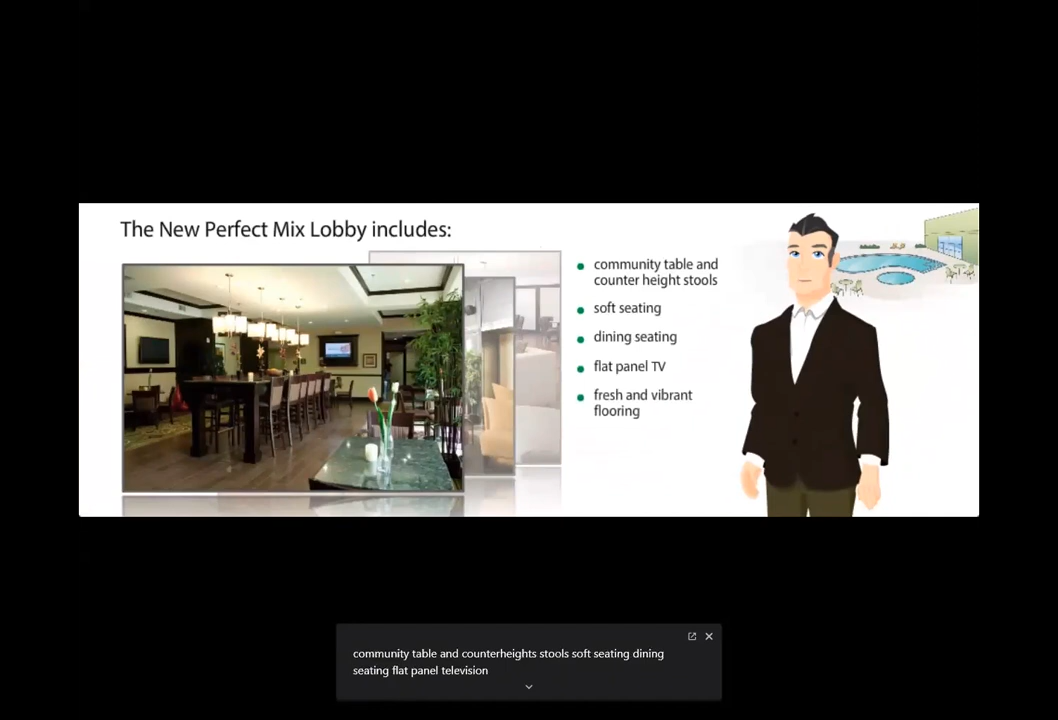 The New Perfect Mix Lobby includes:
community table and
counter height stools
soft seating
dining seating
flat panel TV
fresh and vibrant
flooring
community table and counterheights stools soft seating dining
seating flat panel television